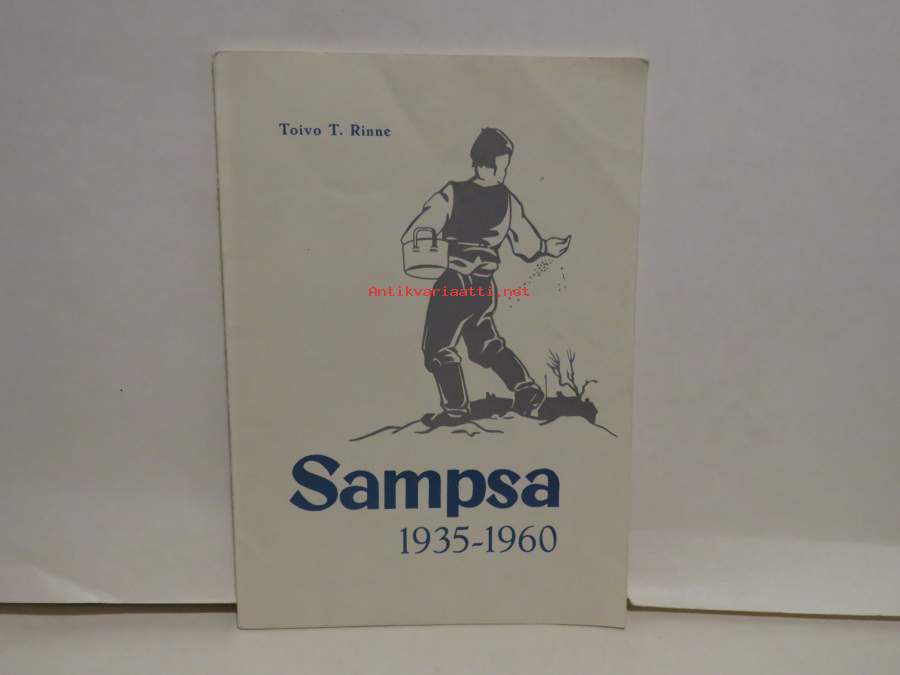 Toivo T. Rinne
Antikvariaatti.net
Sampsa
1935-1960